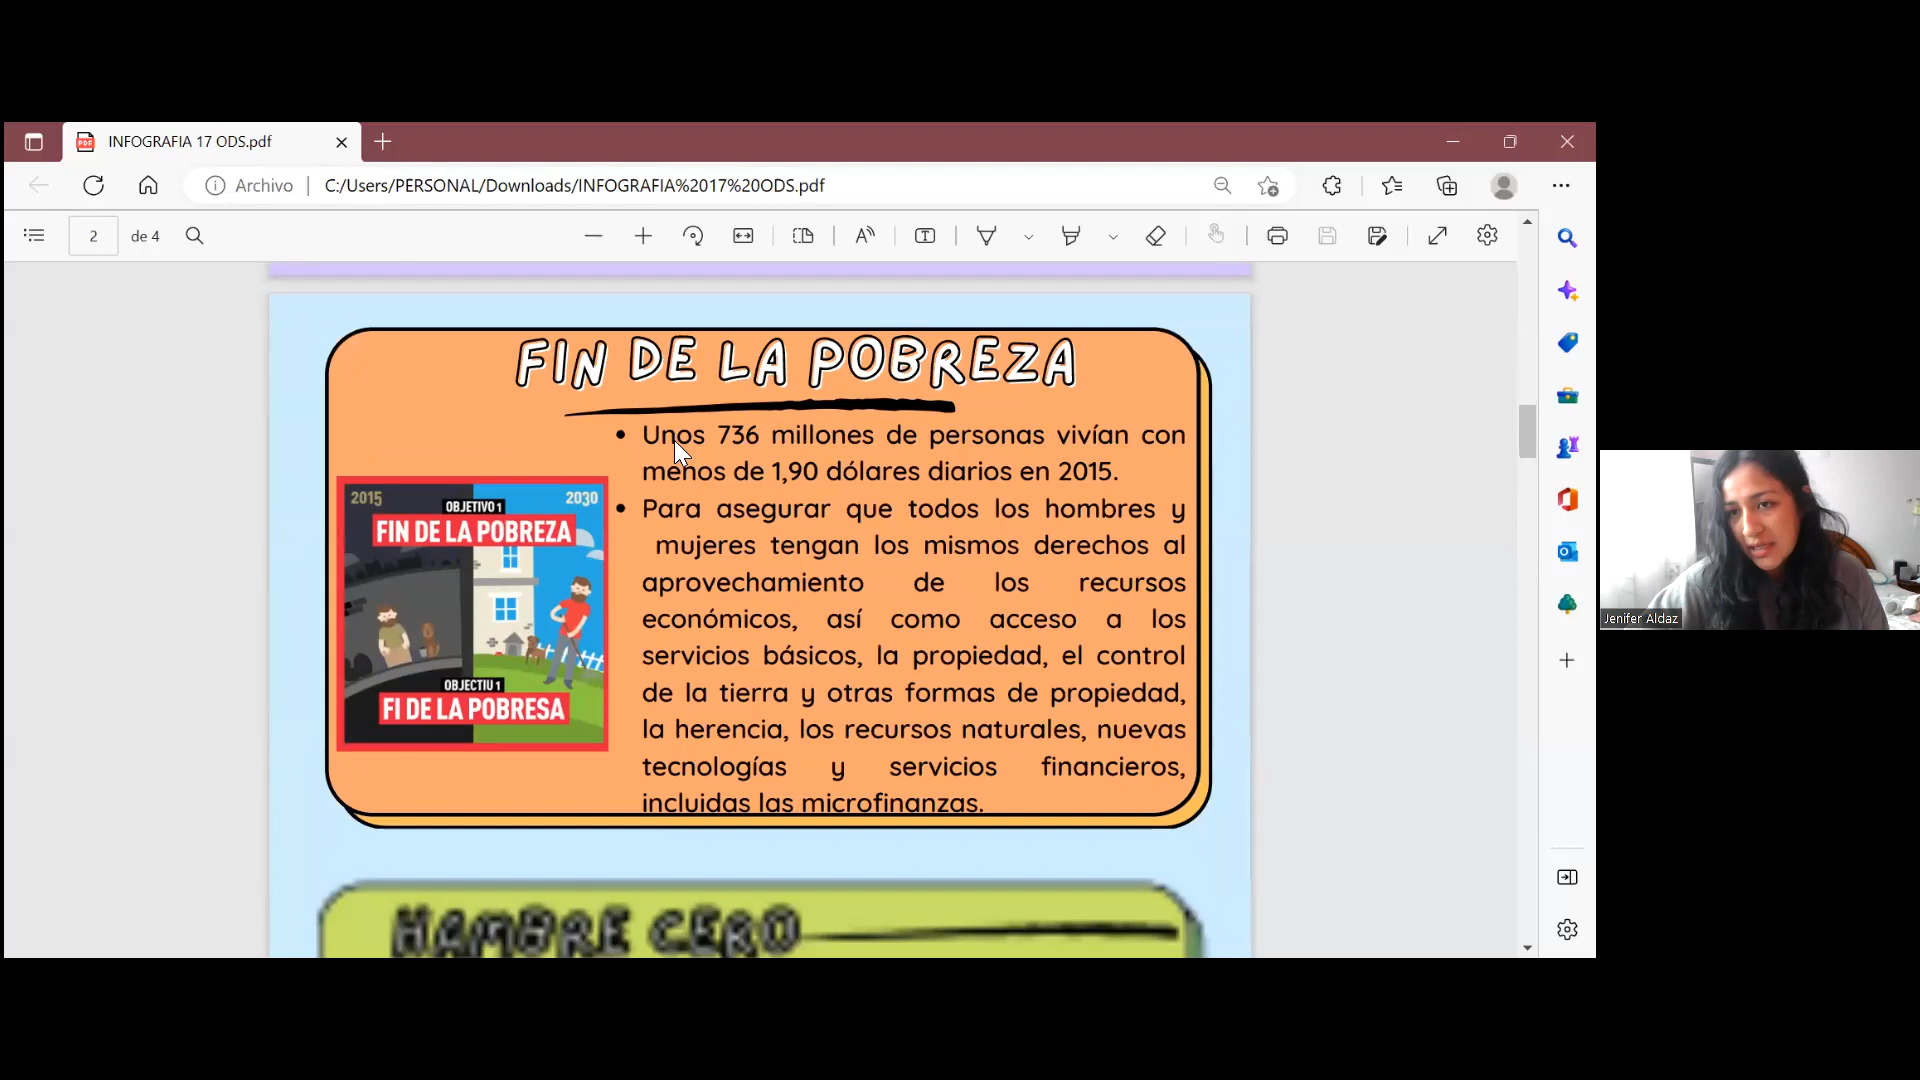 INFOGRAFIA 17 ODS.pdf
Archivo
C:/Users/PERSONAL/Downloads/INFOGRAFIA%2017%20ODS.pdf
2
de 4
FIN DE LA POBREZA
Unos 736 millones de personas vivían con
menos de 1,90 dólares diarios en 2015.
Para asegurar que todos los hombres y
mujeres tengan los mismos derechos al
aprovechamiento de los recursos
económicos, así como acceso a los
servicios básicos, la propiedad, el control
de la tierra y otras formas de propiedad,
la herencia, los recursos naturales, nuevas
tecnologías y servicios financieros,
incluidas las microfinanzas.
2015
2030
OBJETIVO 1
FIN DE LA POBREZA
OBJECTIU 1
FI DE LA POBRESA
HAMBRE CERO
Jenifer Aldaz